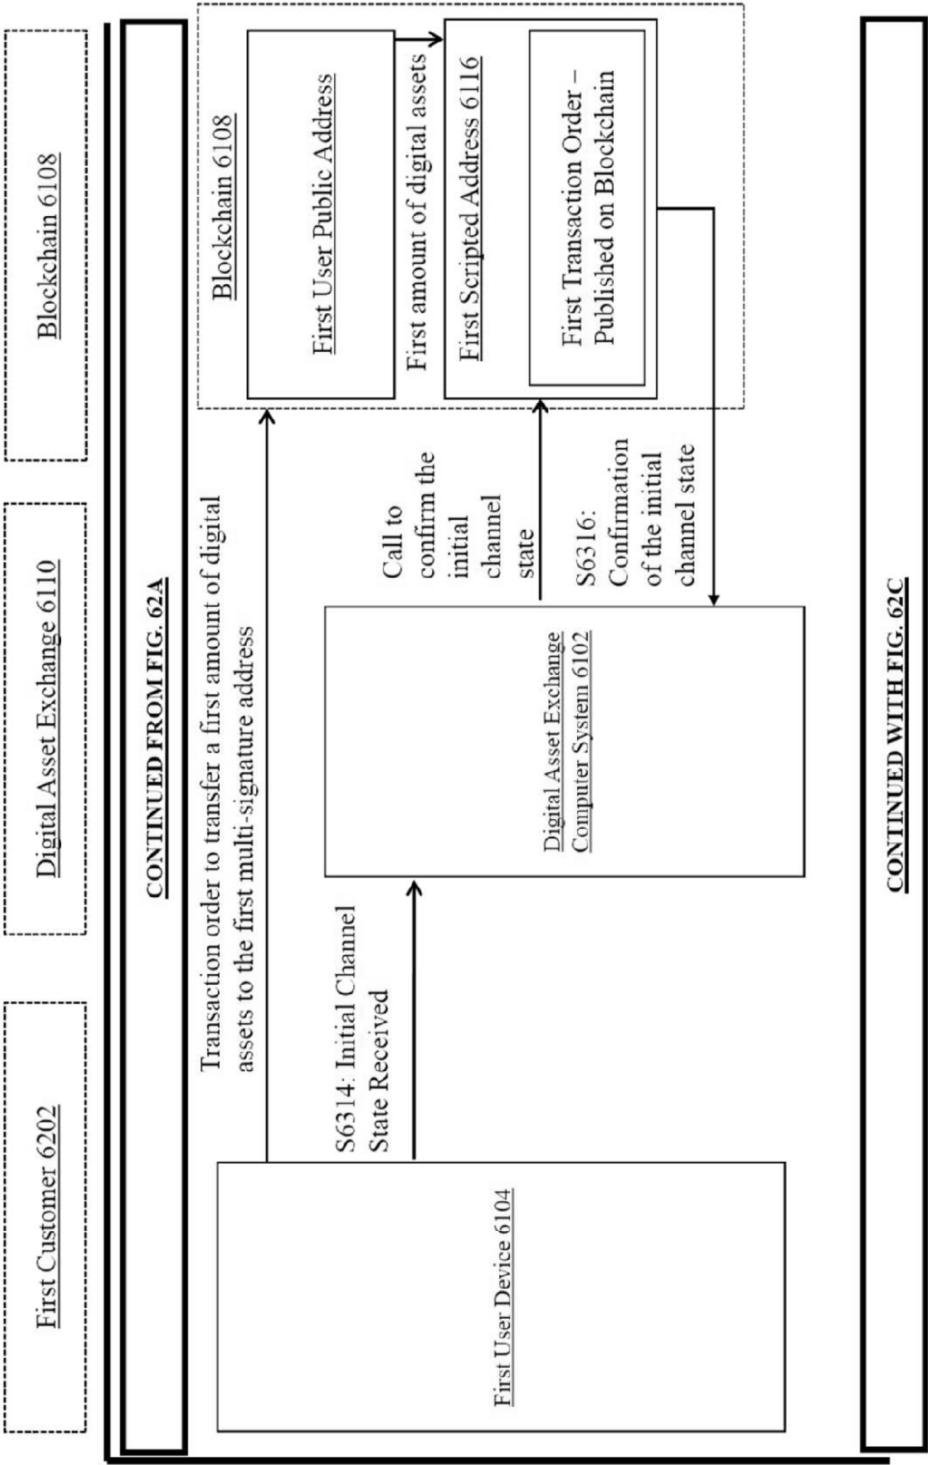 First Customer 6202
Digital Asset Exchange 6110
Blockchain 6108
CONTINUED FROM FIG. 62A
Transaction order to transfer a first amount of digital
assets to the first multi-signature address
Blockchain 6108
First User Public Address
First amount of digital assets
S6314: Initial Channel
State Received
Call to
confirm the
initial
channel
state
First Scripted Address 6116
First User Device 6104
Digital Asset Exchange
Computer System 6102
First Transaction Order –
Published on Blockchain
S6316:
Confirmation
of the initial
channel state
CONTINUED WITH FIG. 62C